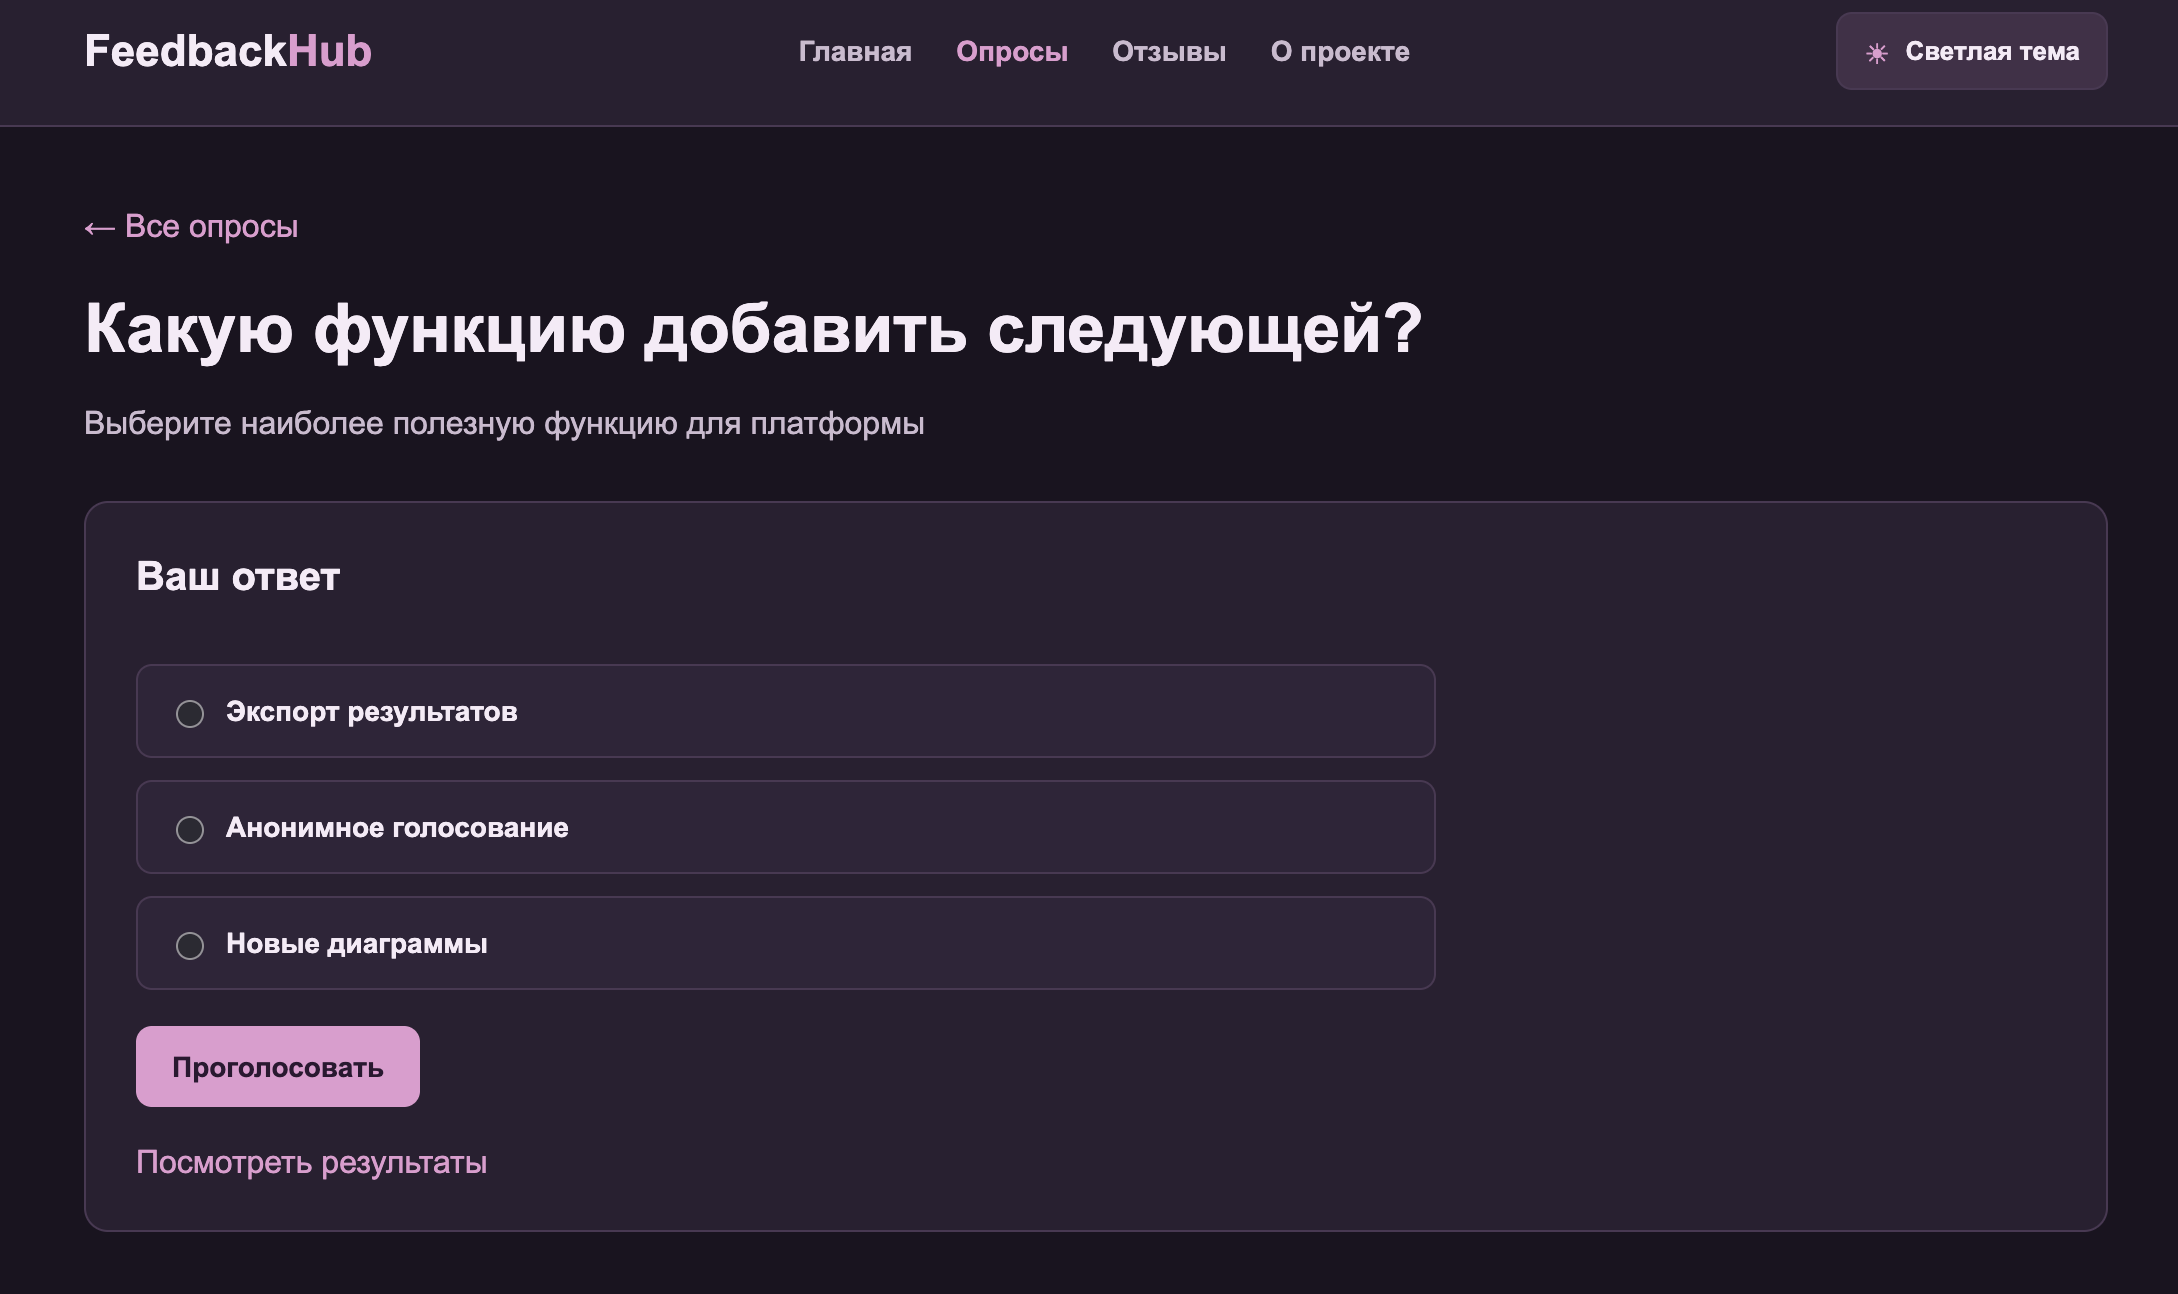 FeedbackHub
Главная Опросы Отзывы О проекте
Светлая тема
← Все опросы
Какую функцию добавить следующей?
Выберите наиболее полезную функцию для платформы
Ваш ответ
Экспорт результатов
Анонимное голосование
Новые диаграммы
Проголосовать
Посмотреть результаты